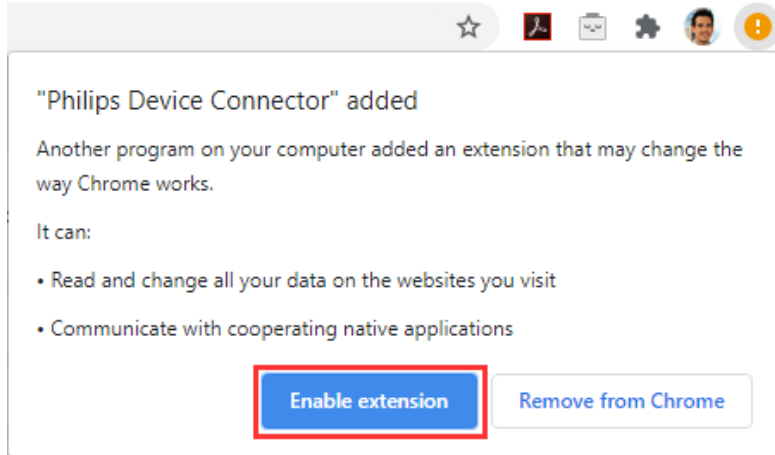 "Philips Device Connector" added
Another program on your computer added an extension that may change the
way Chrome works.
It can:
• Read and change all your data on the websites you visit
• Communicate with cooperating native applications
Enable extension
Remove from Chrome